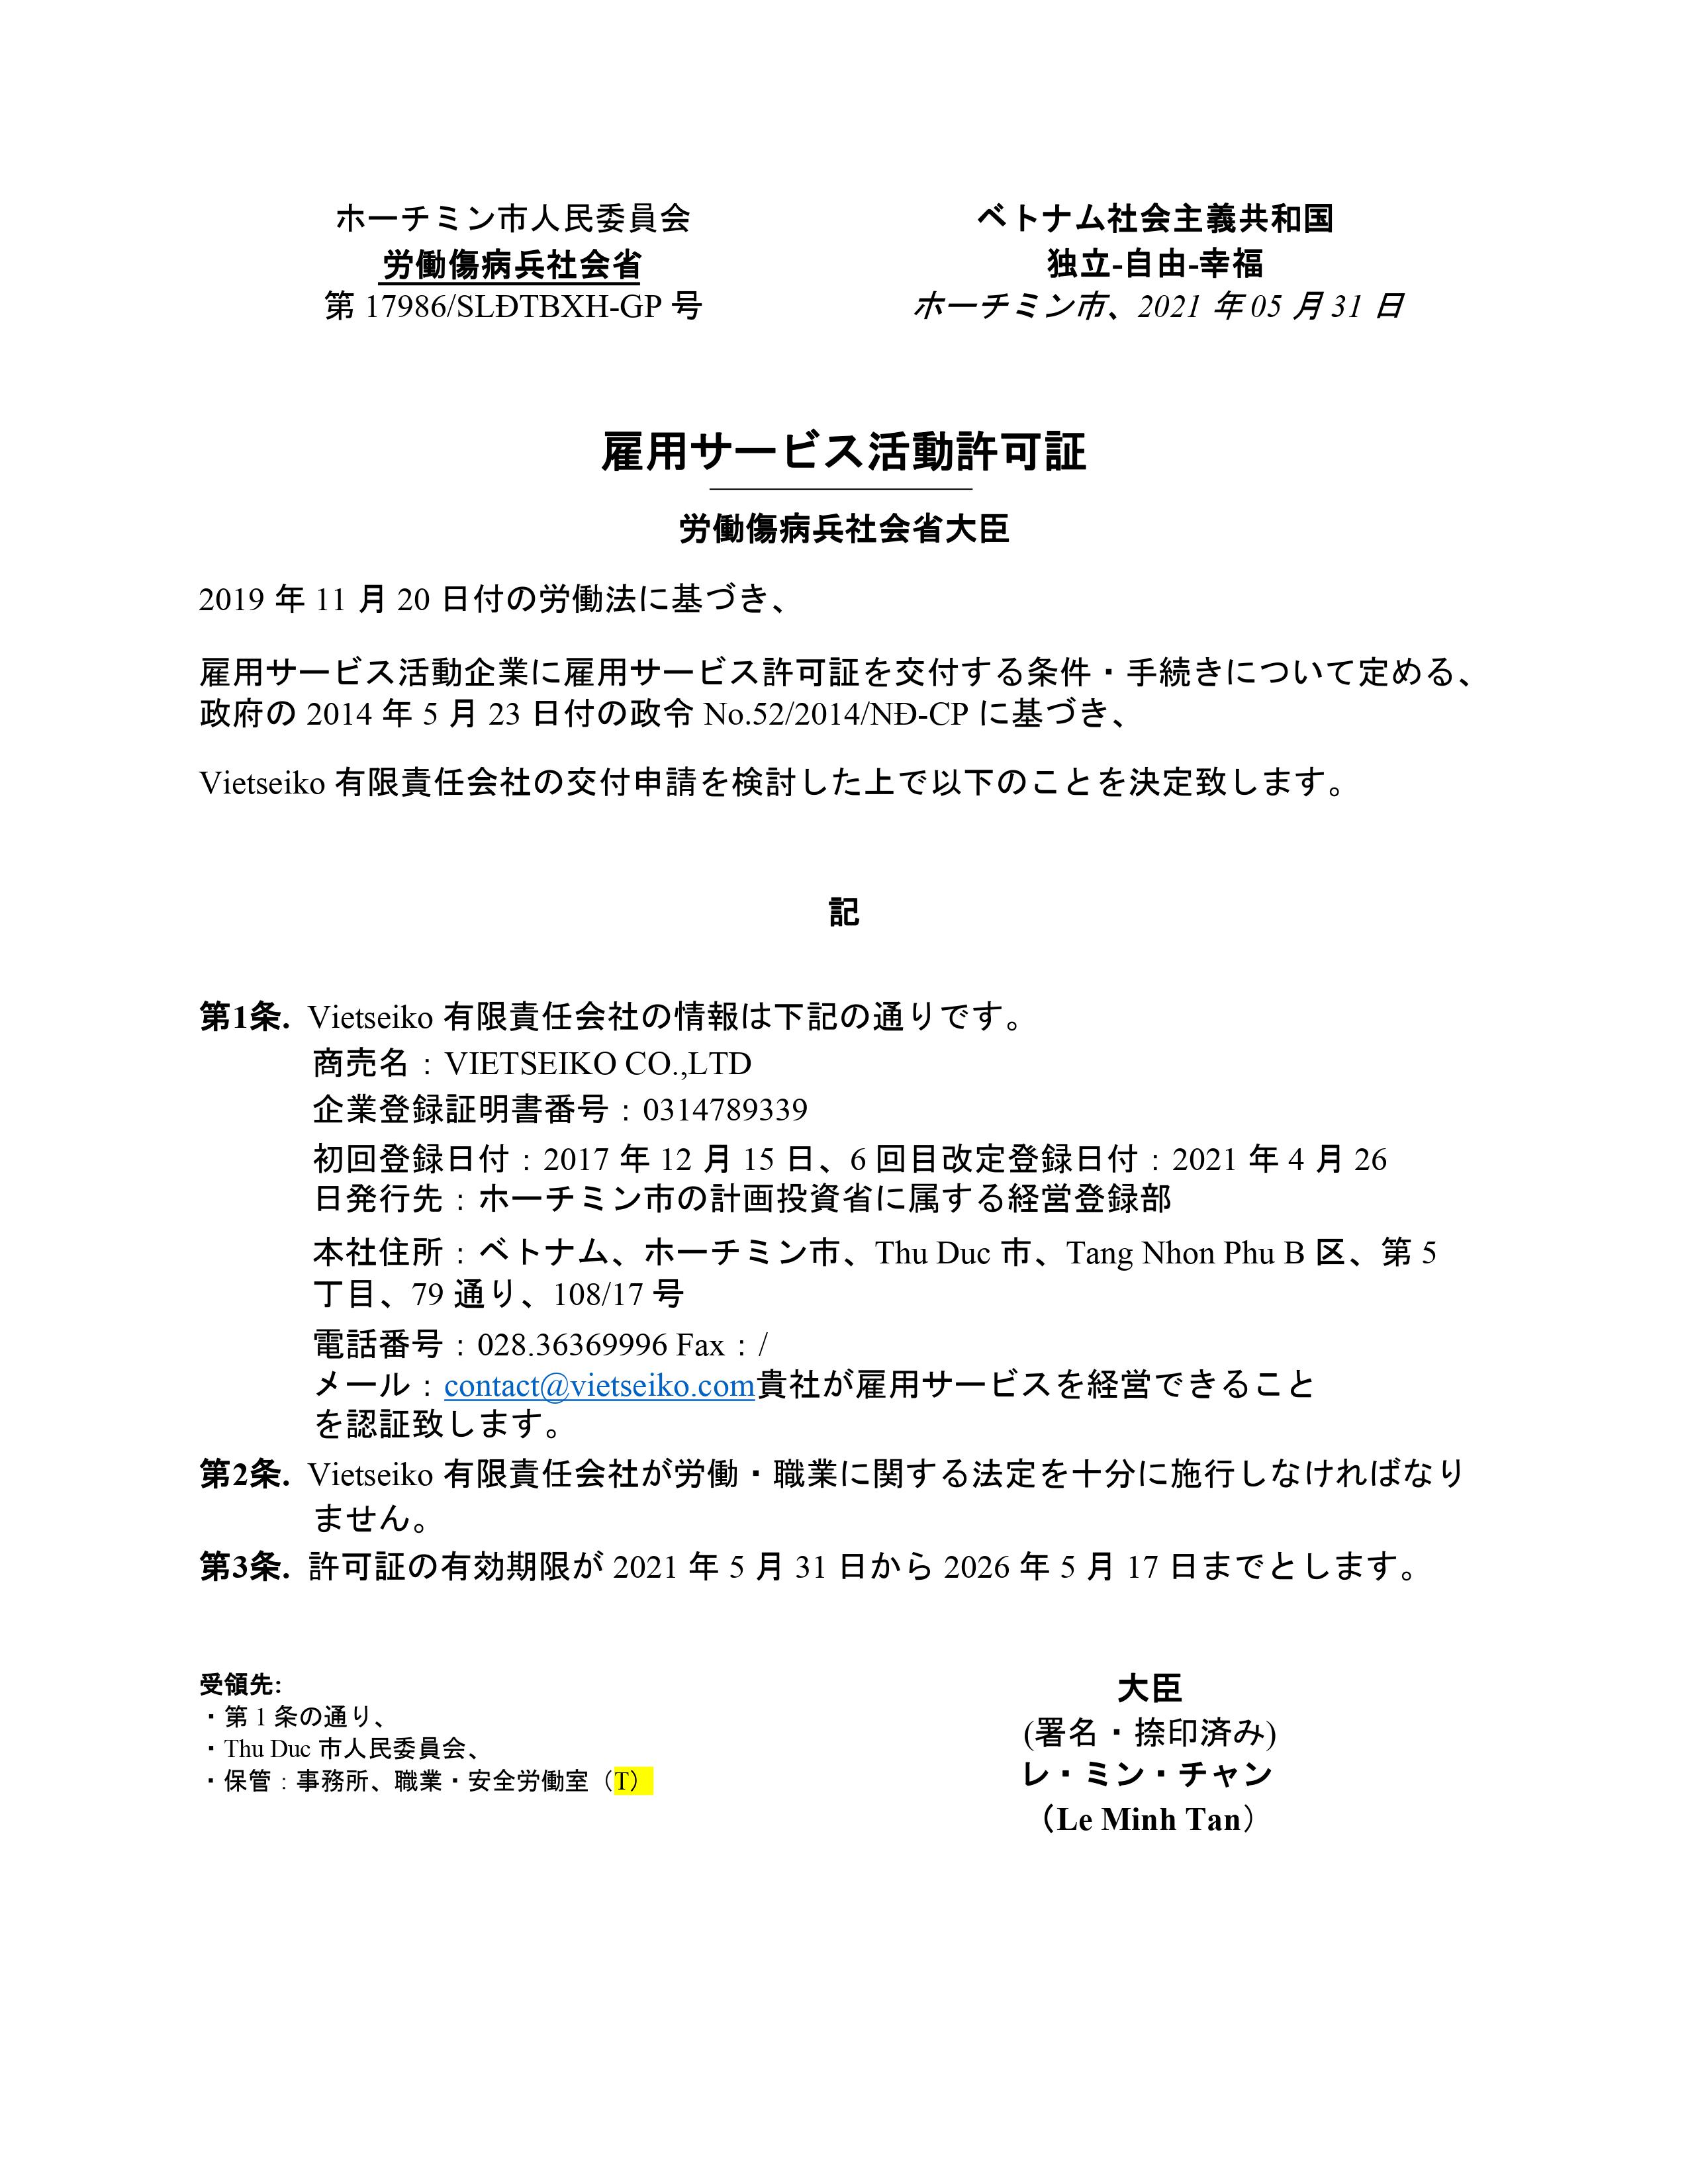 ホーチミン市人民委員会
労働傷病兵社会省
第 17986/SLĐTBXH-GP 号
ベトナム社会主義共和国
独立-自由-幸福
ホーチミン市、2021 年 05 月 31 日
雇用サービス活動許可証
労働傷病兵社会省大臣
2019 年 11 月 20 日付の労働法に基づき、
雇用サービス活動企業に雇用サービス許可証を交付する条件・手続きについて定める、
政府の 2014 年 5 月 23 日付の政令 No.52/2014/NĐ-CP に基づき、
Vietseiko 有限責任会社の交付申請を検討した上で以下のことを決定致します。
記
第1条. Vietseiko 有限責任会社の情報は下記の通りです。
商売名：VIETSEIKO CO.,LTD
企業登録証明書番号：0314789339
初回登録日付：2017 年 12 月 15 日、6 回目改定登録日付：2021 年 4 月 26
日発行先：ホーチミン市の計画投資省に属する経営登録部
本社住所：ベトナム、ホーチミン市、Thu Duc 市、Tang Nhon Phu B 区、第 5
丁目、79 通り、108/17 号
電話番号：028.36369996 Fax：/
メール：contact@vietseiko.com貴社が雇用サービスを経営できること
を認証致します。
第2条. Vietseiko 有限責任会社が労働・職業に関する法定を十分に施行しなければなり
ません。
第3条. 許可証の有効期限が 2021 年 5 月 31 日から 2026 年 5 月 17 日までとします。
受領先:
・第 1 条の通り、
・Thu Duc 市人民委員会、
・保管：事務所、職業・安全労働室（T）
大臣
(署名・捺印済み)
レ・ミン・チャン
（Le Minh Tan）